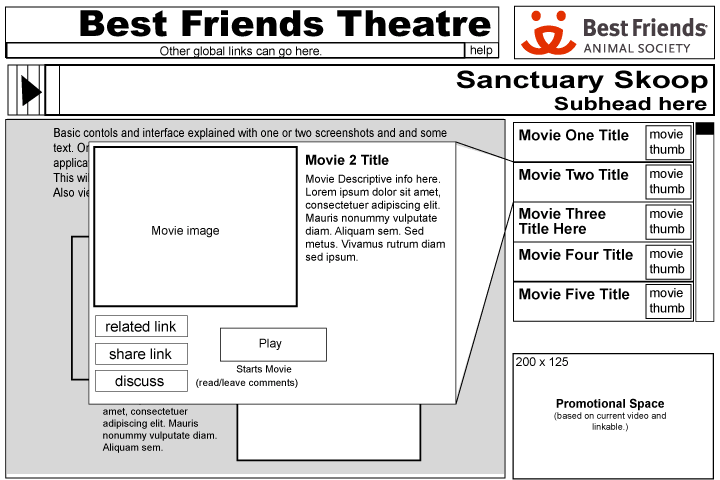 Best Friends Theatre
Other global links can go here.
help
Best Friends
ANIMAL SOCIETY
Sanctuary Skoop
Subhead here
Basic contols and interface explained with one or two screenshots and and some
text. Or
applica
This wi
Also vie
Movie image
Movie 2 Title
Movie Descriptive info here.
Lorem ipsum dolor sit amet,
consectetuer adipiscing elit.
Mauris nonummy vulputate
diam. Aliquam sem. Sed
metus. Vivamus rutrum diam
sed ipsum.
related link
share link
discuss
Play
Starts Movie
(read/leave comments)
amet, consectetuer
adipiscing elit. Mauris
nonummy vulputate diam.
Aliquam sem.
Movie One Title
movie
thumb
Movie Two Title
movie
thumb
Movie Three
Title Here
movie
thumb
Movie Four Title
movie
thumb
Movie Five Title
movie
thumb
200 x 125
Promotional Space
(based on current video and
linkable.)